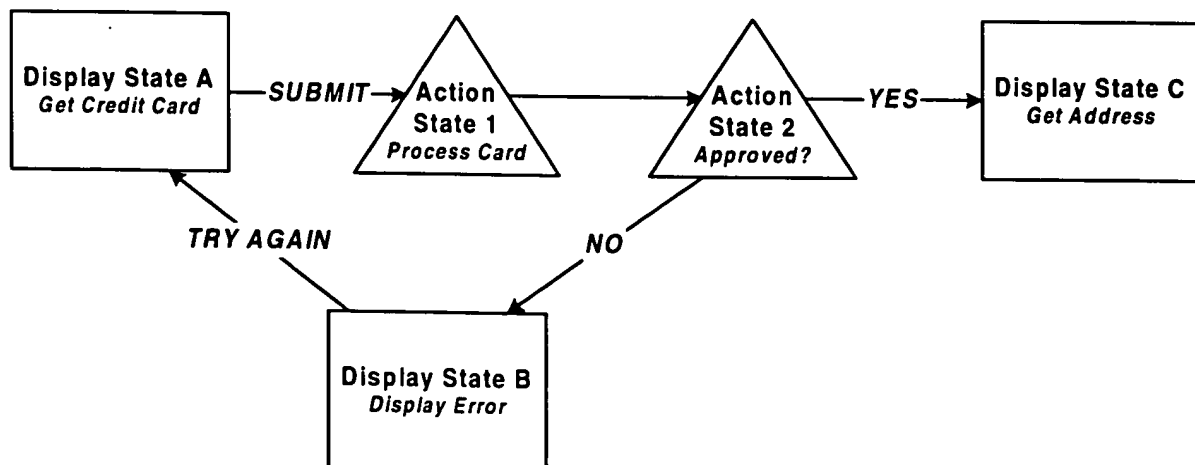 Display State A
Get Credit Card
SUBMIT
Action
State 1
Process Card
Action
State 2
Approved?
YES
Display State C
Get Address
TRY AGAIN
NO
Display State B
Display Error